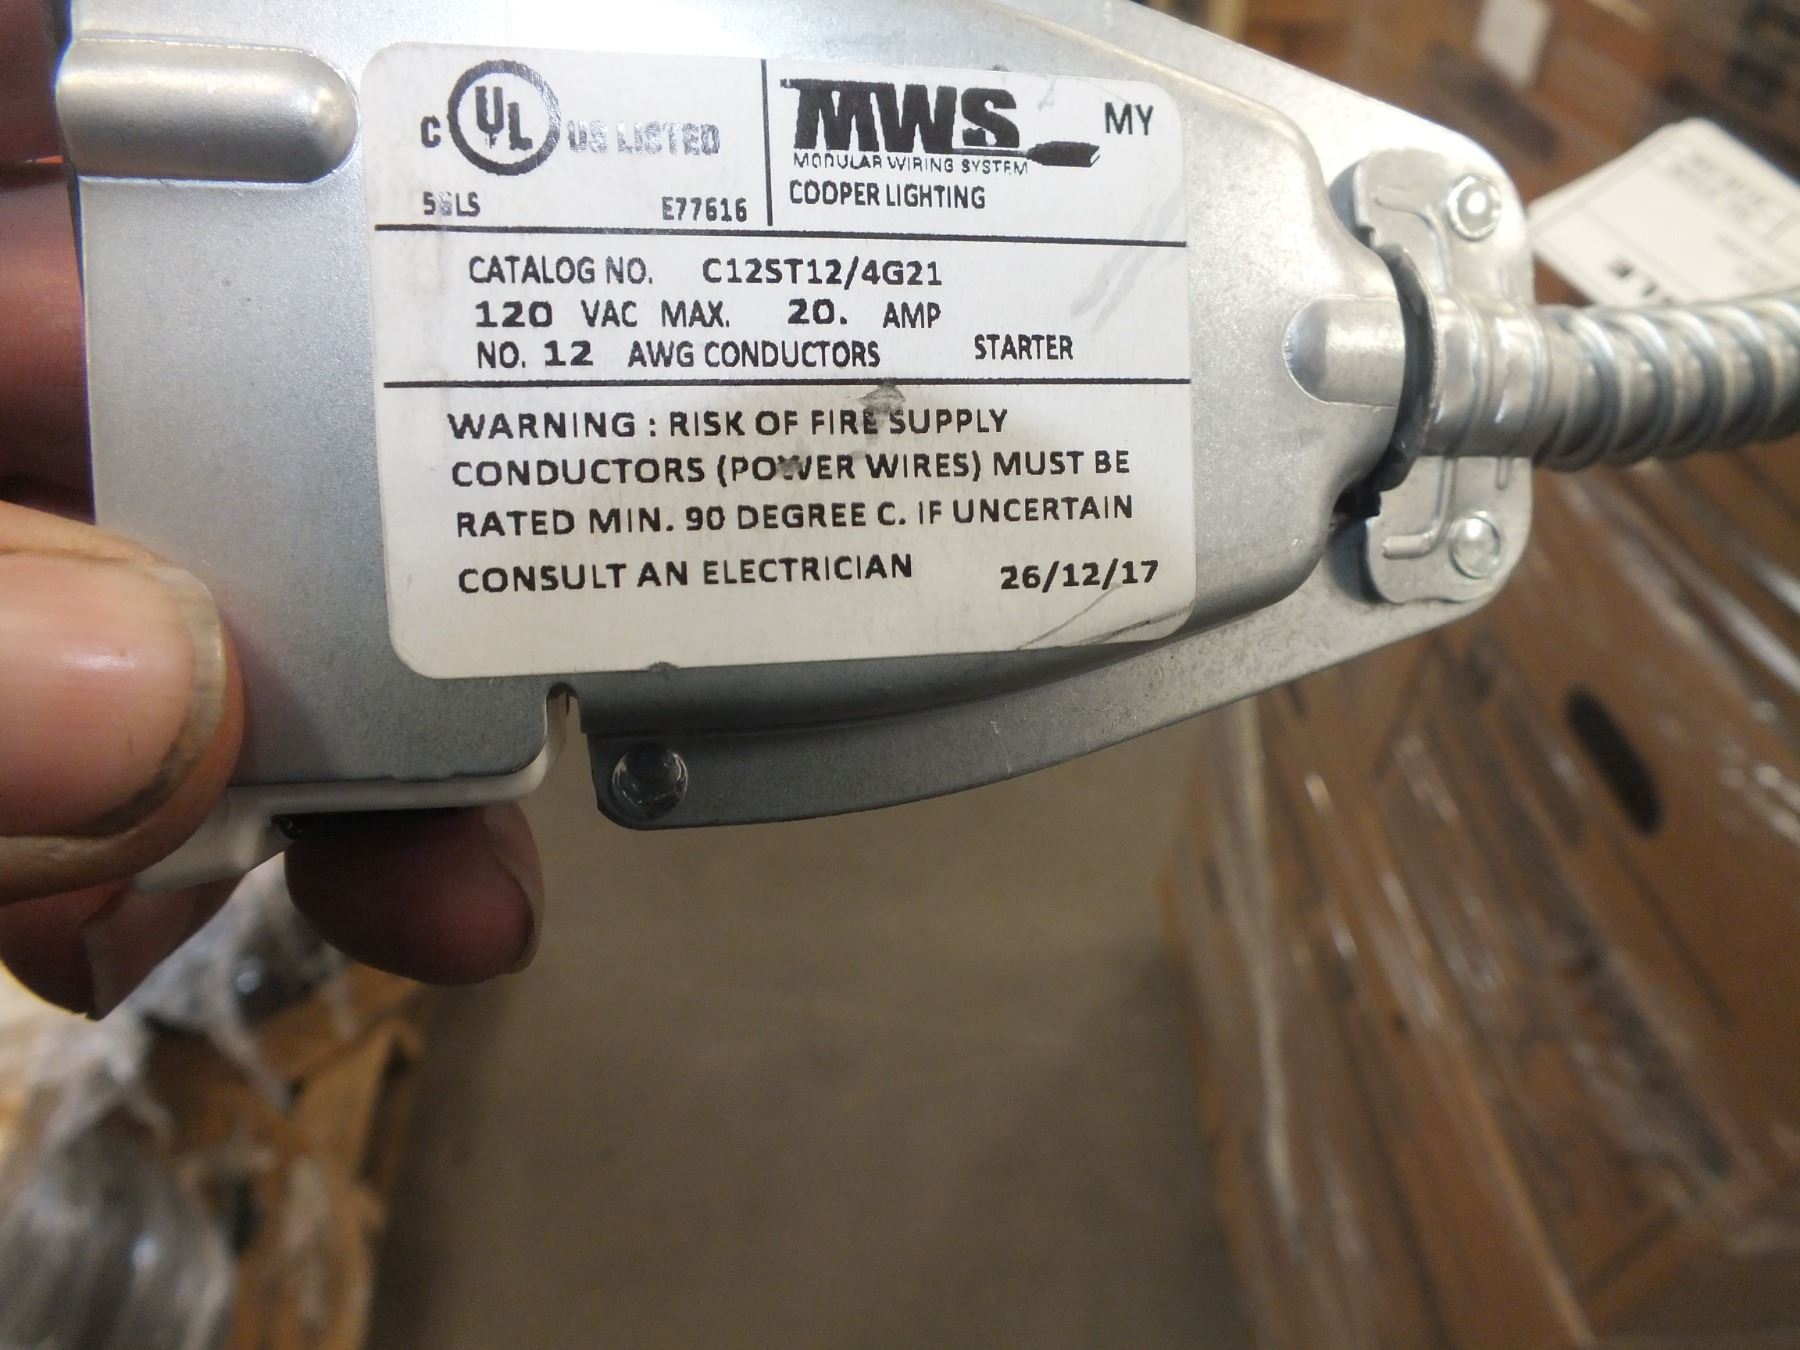 C UL US LISTED
E77616
MWS
MODULAR WIRING SYSTEM
COOPER LIGHTING
MY
CATALOG NO. C12ST12/4G21
120 VAC MAX. 20. AMP
NO. 12 AWG CONDUCTORS STARTER
WARNING : RISK OF FIRE SUPPLY
CONDUCTORS (POWER WIRES) MUST BE
RATED MIN. 90 DEGREE C. IF UNCERTAIN
CONSULT AN ELECTRICIAN 26/12/17